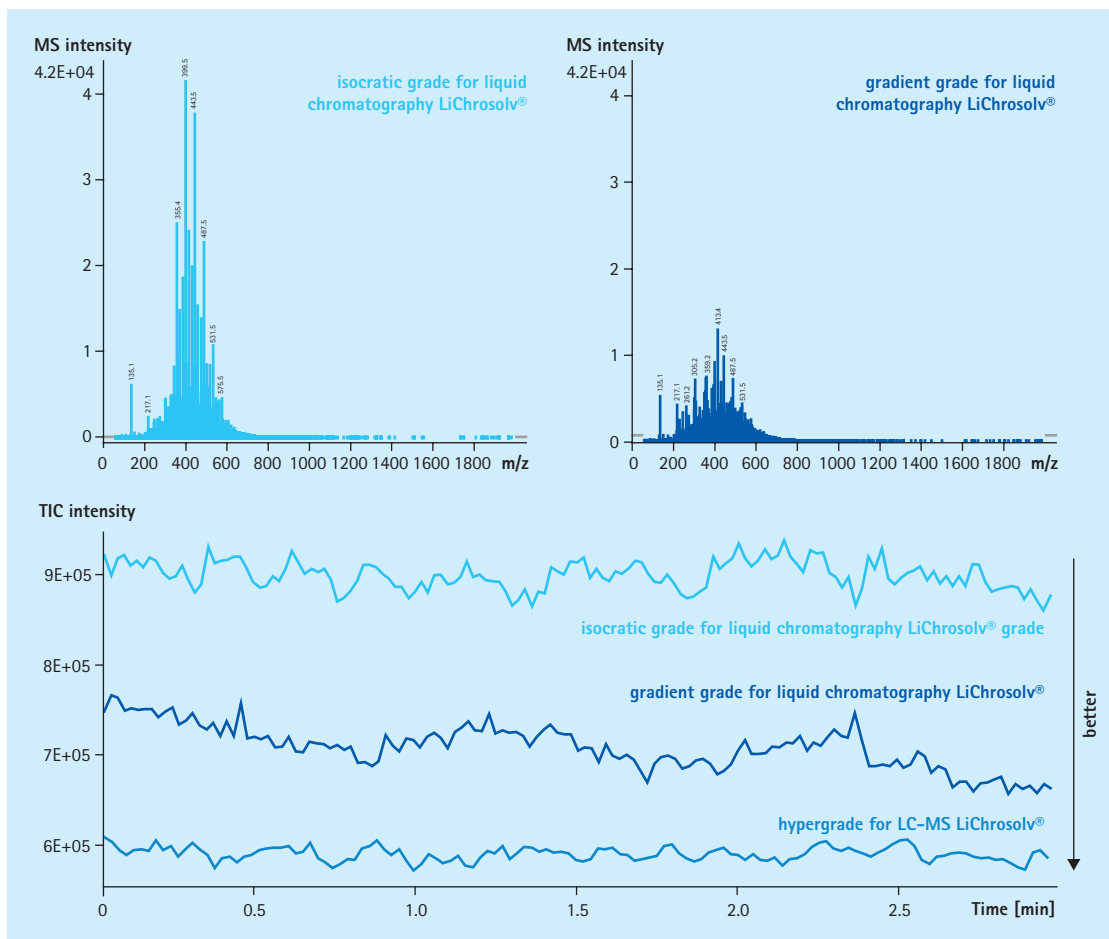 MS intensity
4.2E+04
4
3
2
1
0
isocratic grade for liquid
chromatography LiChrosolv®
399.5
443.5
355.4
487.5
531.5
575.5
135.1
217.1
0 200 400 600 800 1000 1200 1400 1600 1800 m/z
MS intensity
4.2E+04
4
3
2
1
0
gradient grade for liquid
chromatography LiChrosolv®
413.4
443.5
305.2
359.2
487.5
135.1
217.1
261.2
531.5
0 200 400 600 800 1000 1200 1400 1600 1800 m/z
TIC intensity
9E+05
isocratic grade for liquid chromatography LiChrosolv® grade
8E+05
gradient grade for liquid chromatography LiChrosolv®
better
7E+05
hypergrade for LC-MS LiChrosolv®
6E+05
0 0.5 1.0 1.5 2.0 2.5 Time [min]